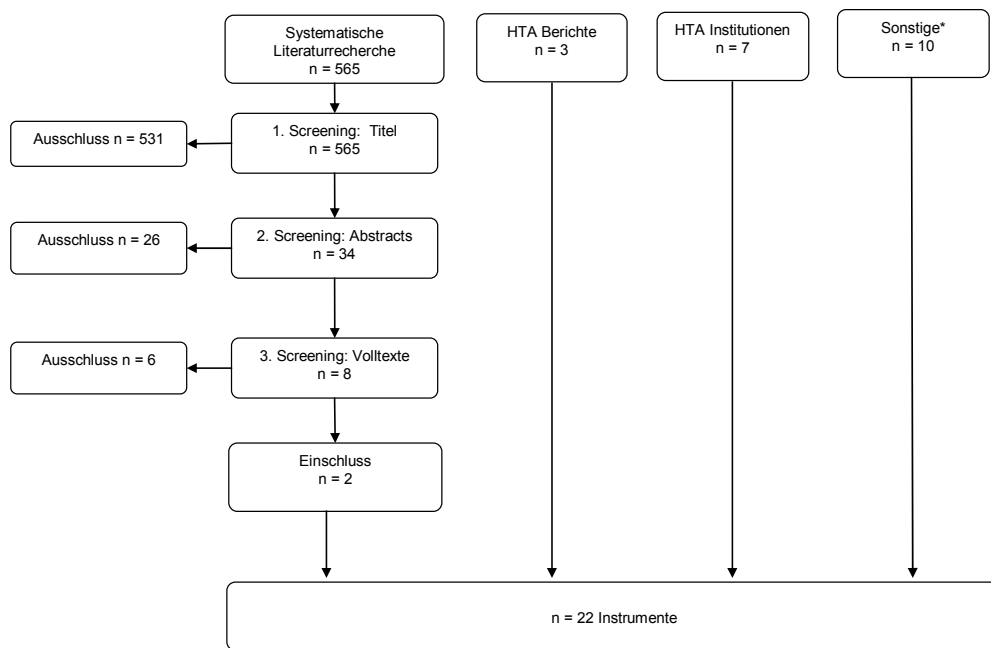 Systematische
Literaturrecherche
n = 565
HTA Berichte
n = 3
HTA Institutionen
n = 7
Sonstige*
n = 10
Ausschluss n = 531
1. Screening: Titel
n = 565
Ausschluss n = 26
2. Screening: Abstracts
n = 34
Ausschluss n = 6
3. Screening: Volltexte
n = 8
Einschluss
n = 2
n = 22 Instrumente